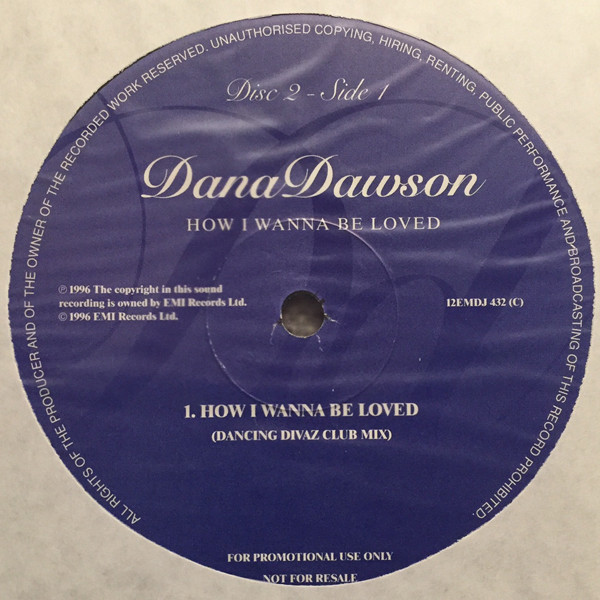 ALL RIGHTS OF THE PRODUCER AND OF THE OWNER OF THE RECORDED WORK RESERVED. UNAUTHORISED COPYING, HIRING, RENTING, PUBLIC PERFORMANCE AND BROADCASTING OF THIS RECORD PROHIBITED.
Disc 2 - Side 1
Dana Dawson
HOW I WANNA BE LOVED
℗ 1996 The copyright in this sound
recording is owned by EMI Records Ltd.
© 1996 EMI Records Ltd.
12EMDJ 432 (C)
1. HOW I WANNA BE LOVED
(DANCING DIVAZ CLUB MIX)
FOR PROMOTIONAL USE ONLY
NOT FOR RESALE